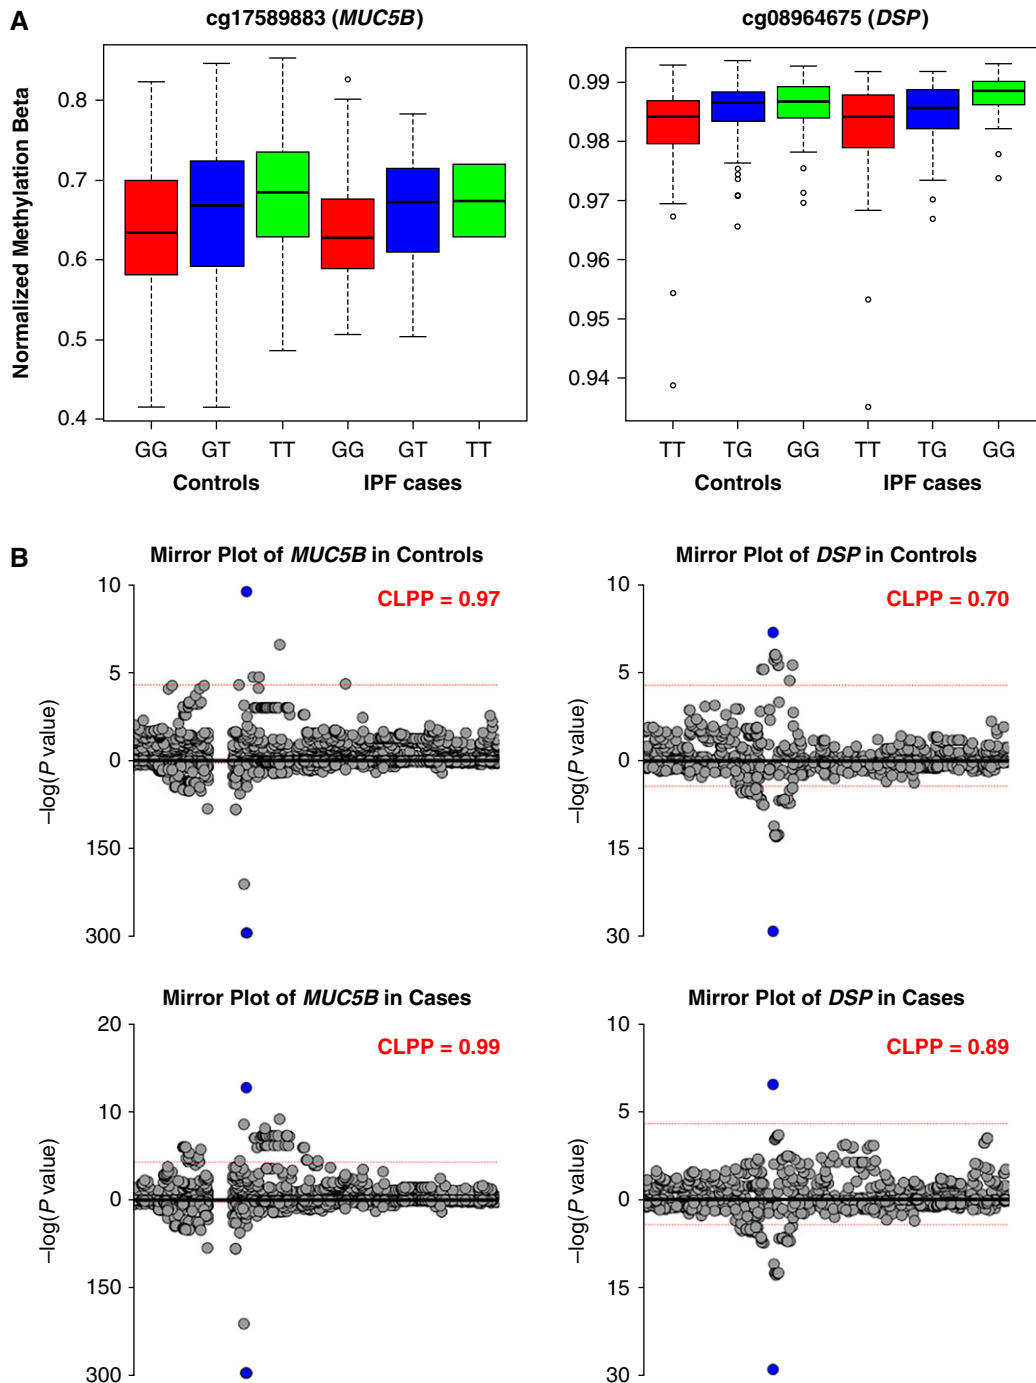 A
cg17589883 (MUC5B)
cg08964675 (DSP)
Normalized Methylation Beta
0.8
0.7
0.6
0.5
0.4
GG GT TT GG GT TT
Controls IPF cases
0.99
0.98
0.97
0.96
0.95
0.94
TT TG GG TT TG GG
Controls IPF cases
B
Mirror Plot of MUC5B in Controls
CLPP = 0.97
–log(P value)
10
5
0
150
300
Mirror Plot of DSP in Controls
CLPP = 0.70
–log(P value)
10
5
0
15
30
Mirror Plot of MUC5B in Cases
CLPP = 0.99
–log(P value)
20
10
0
150
300
Mirror Plot of DSP in Cases
CLPP = 0.89
–log(P value)
10
5
0
15
30